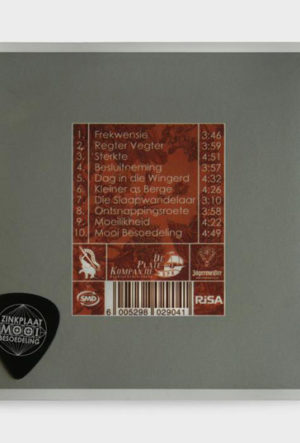 1. Frekwensie 3:46
2. Regter Vegter 3:59
3. Sterkte 4:51
4. Besluitneming 3:57
5. Dag in die Wingerd 4:32
6. Kleiner as Berge 4:26
7. Die Slaapwandelaar 3:10
8. Ontsnappingsroete 3:58
9. Moeilikheid 4:22
10. Mooi Besoedeling 4:49
DE PLATE KOMPANJIE
Jägermeister
SMD
RiSA
6 005298 029041
ZINKPLAAT
MOOI
BESOEDELING